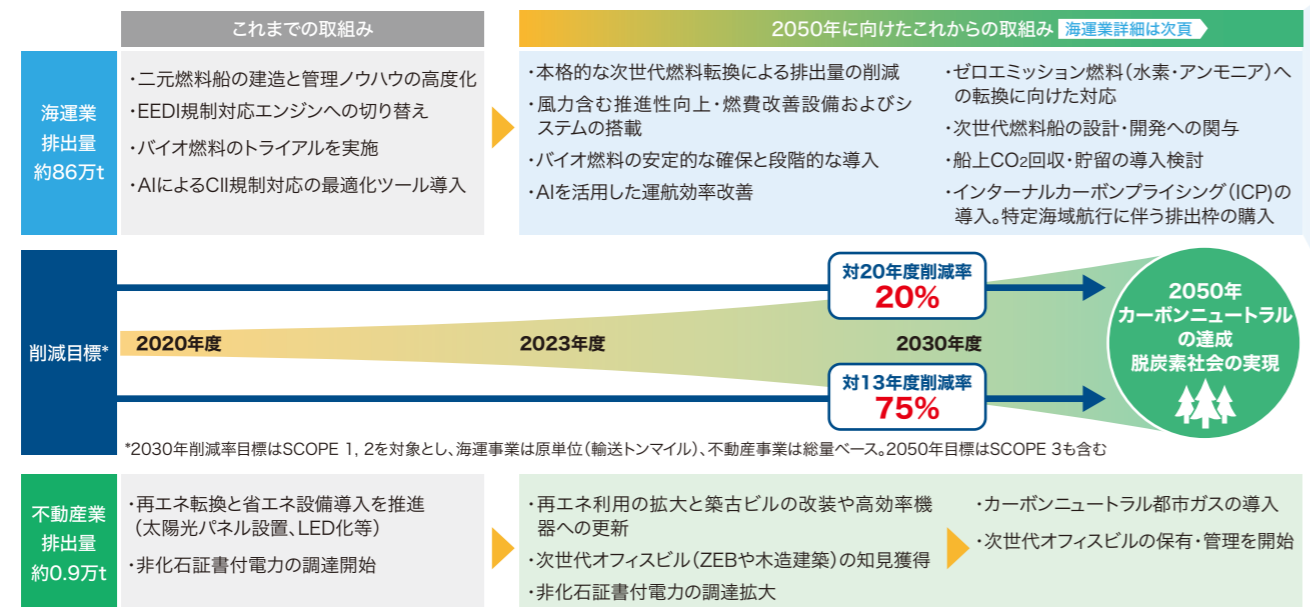 これまでの取組み
2050年に向けたこれからの取組み 海運業詳細は次頁
海運業
排出量
約86万t
・二元燃料船の建造と管理ノウハウの高度化
・EEDI規制対応エンジンへの切り替え
・バイオ燃料のトライアルを実施
・AIによるCII規制対応の最適化ツール導入
・本格的な次世代燃料転換による排出量の削減
・風力含む推進性向上・燃費改善設備およびシ
ステムの搭載
・バイオ燃料の安定的な確保と段階的な導入
・AIを活用した運航効率改善
・ゼロエミッション燃料（水素・アンモニア）へ
の転換に向けた対応
・次世代燃料船の設計・開発への関与
・船上CO2回収・貯留の導入検討
・インターナルカーボンプライシング（ICP)の
導入。特定海域航行に伴う排出枠の購入
削減目標*
対20年度削減率
20%
2020年度
2023年度
2030年度
対13年度削減率
75%
2050年
カーボンニュートラル
の達成
脱炭素社会の実現
*2030年削減率目標はSCOPE 1, 2を対象とし、海運事業は原単位（輸送トンマイル）、不動産事業は総量ベース。2050年目標はSCOPE 3も含む
不動産業
排出量
約0.9万t
・再エネ転換と省エネ設備導入を推進
（太陽光パネル設置、LED化等）
・非化石証書付電力の調達開始
・再エネ利用の拡大と築古ビルの改装や高効率機
器への更新
・次世代オフィスビル（ZEBや木造建築）の知見獲得
・非化石証書付電力の調達拡大
・カーボンニュートラル都市ガスの導入
・次世代オフィスビルの保有・管理を開始